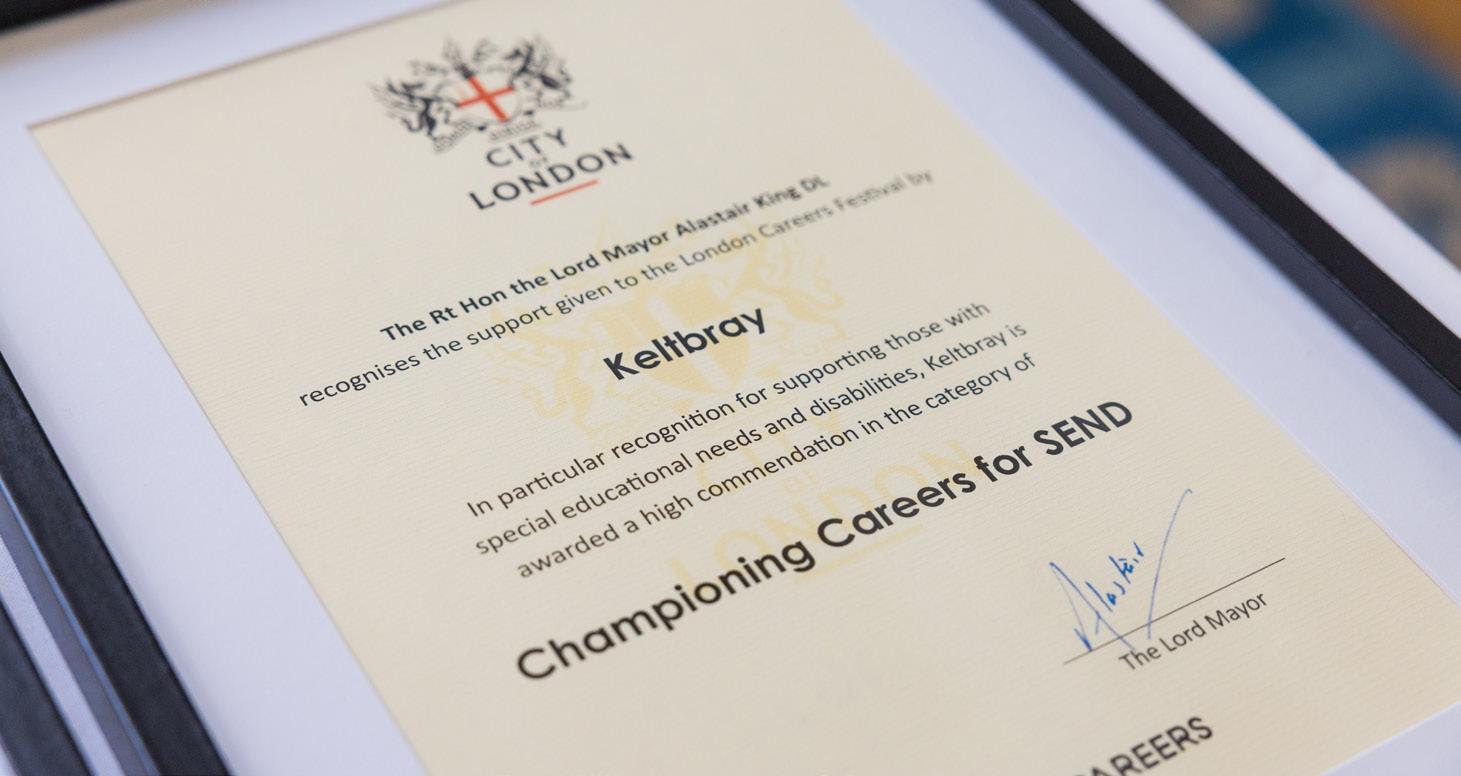 CITY
OF
LONDON
The Rt Hon the Lord Mayor Alastair King DL
recognises the support given to the London Careers Festival by
Keltbray
In particular recognition for supporting those with
special educational needs and disabilities, Keltbray is
awarded a high commendation in the category of
Championing Careers for SEND
Alastair
The Lord Mayor
CAREERS